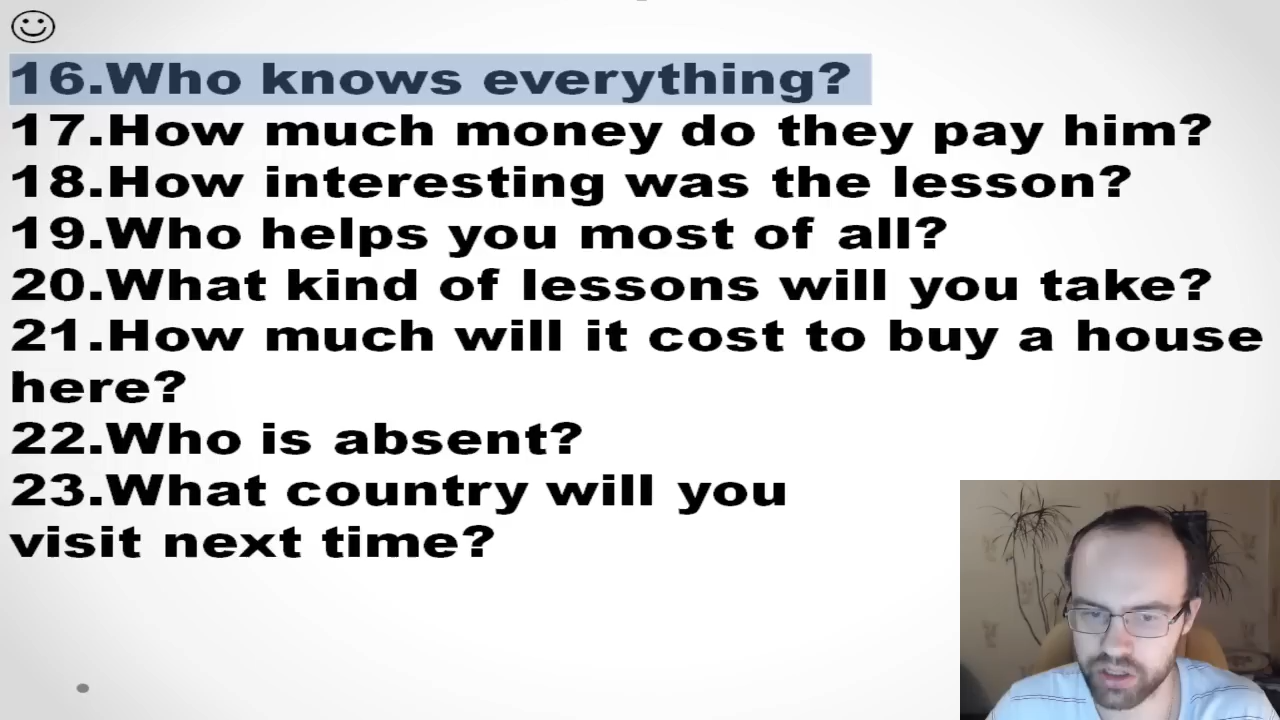 16.Who knows everything?
17.How much money do they pay him?
18.How interesting was the lesson?
19.Who helps you most of all?
20.What kind of lessons will you take?
21.How much will it cost to buy a house
here?
22.Who is absent?
23.What country will you
visit next time?